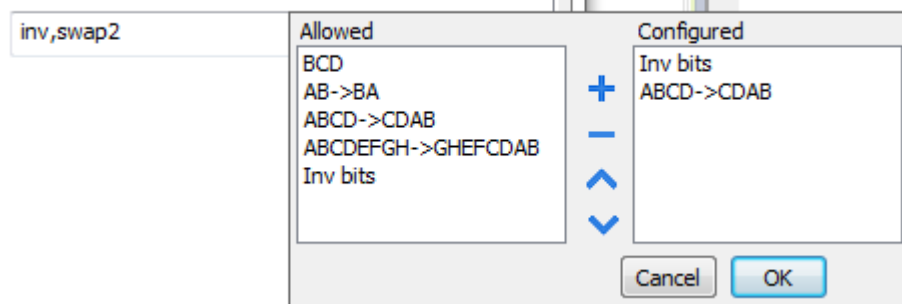 inv,swap2
Allowed
BCD
AB->BA
ABCD->CDAB
ABCDEFGH->GHEFCDAB
Inv bits
Configured
Inv bits
ABCD->CDAB
Cancel
OK